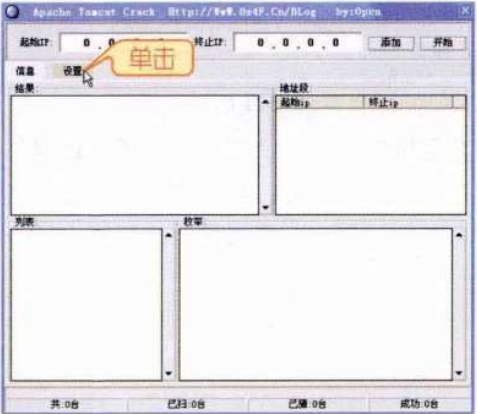 Apache Tomcat Crack Http://WwW.0x4F.Cn/BLog by:Open
起始IP: 0 . 0 终止IP: 0 . 0 . 0 . 0 添加 开始
单击
信息 设置
结果 地址段
起始ip 终止ip
列表 枚举
共:0台 已扫:0台 已猜:0台 成功:0台